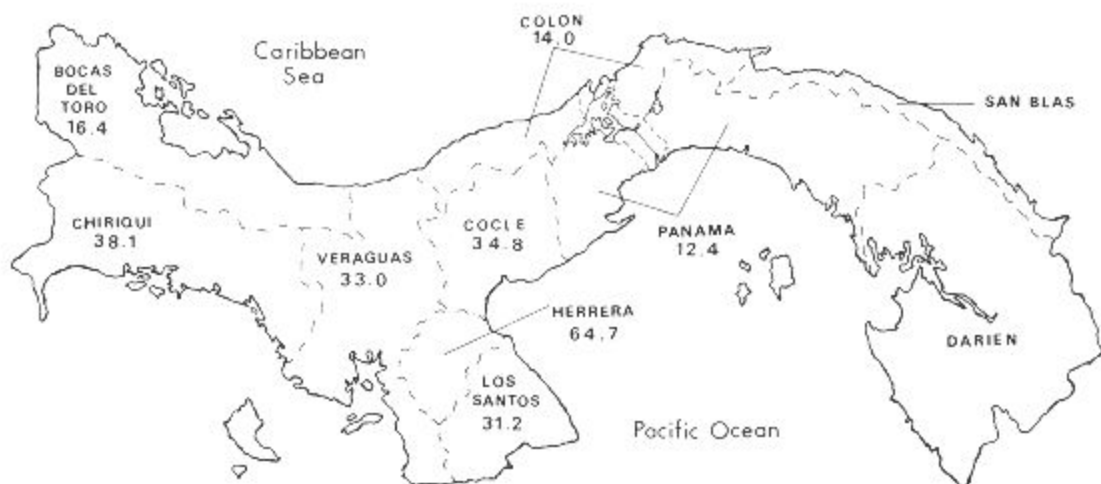 COLON
14.0
Caribbean
Sea
BOCAS
DEL
TORO
16.4
SAN BLAS
CHIRIQUI
38.1
VERAGUAS
33.0
COCLE
34.8
PANAMA
12.4
HERRERA
64.7
LOS
SANTOS
31.2
DARIEN
Pacific Ocean